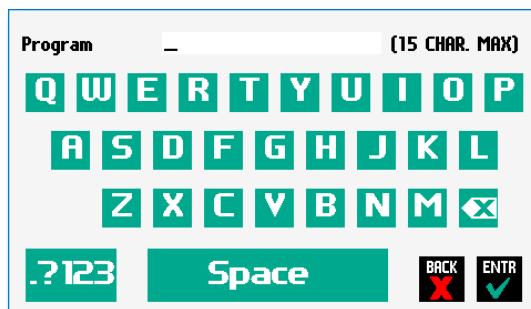 Program _ (15 CHAR. MAX)
Q W E R T Y U I O P
A S D F G H J K L
Z X C V B N M X
.?123 Space BACK ENTR